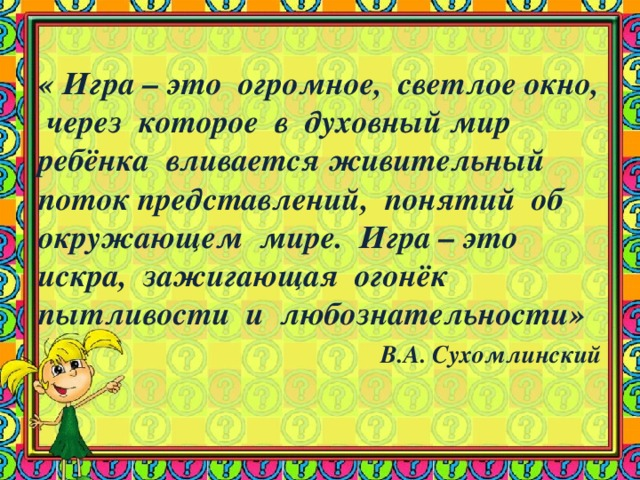 « Игра – это огромное, светлое окно,
через которое в духовный мир
ребёнка вливается живительный
поток представлений, понятий об
окружающем мире. Игра – это
искра, зажигающая огонёк
пытливости и любознательности»
В.А. Сухомлинский